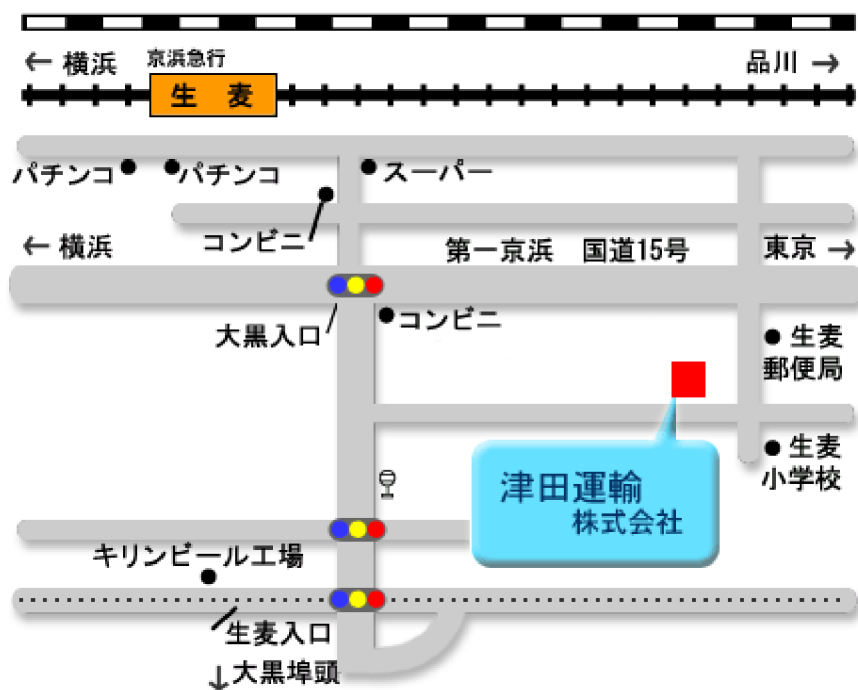 ← 横浜
京浜急行
品川 →
生 麦
パチンコ
パチンコ
スーパー
コンビニ
← 横浜
第一京浜 国道15号
東京 →
大黒入口
コンビニ
生麦
郵便局
生麦
小学校
津田運輸
株式会社
キリンビール工場
生麦入口
↓大黒埠頭